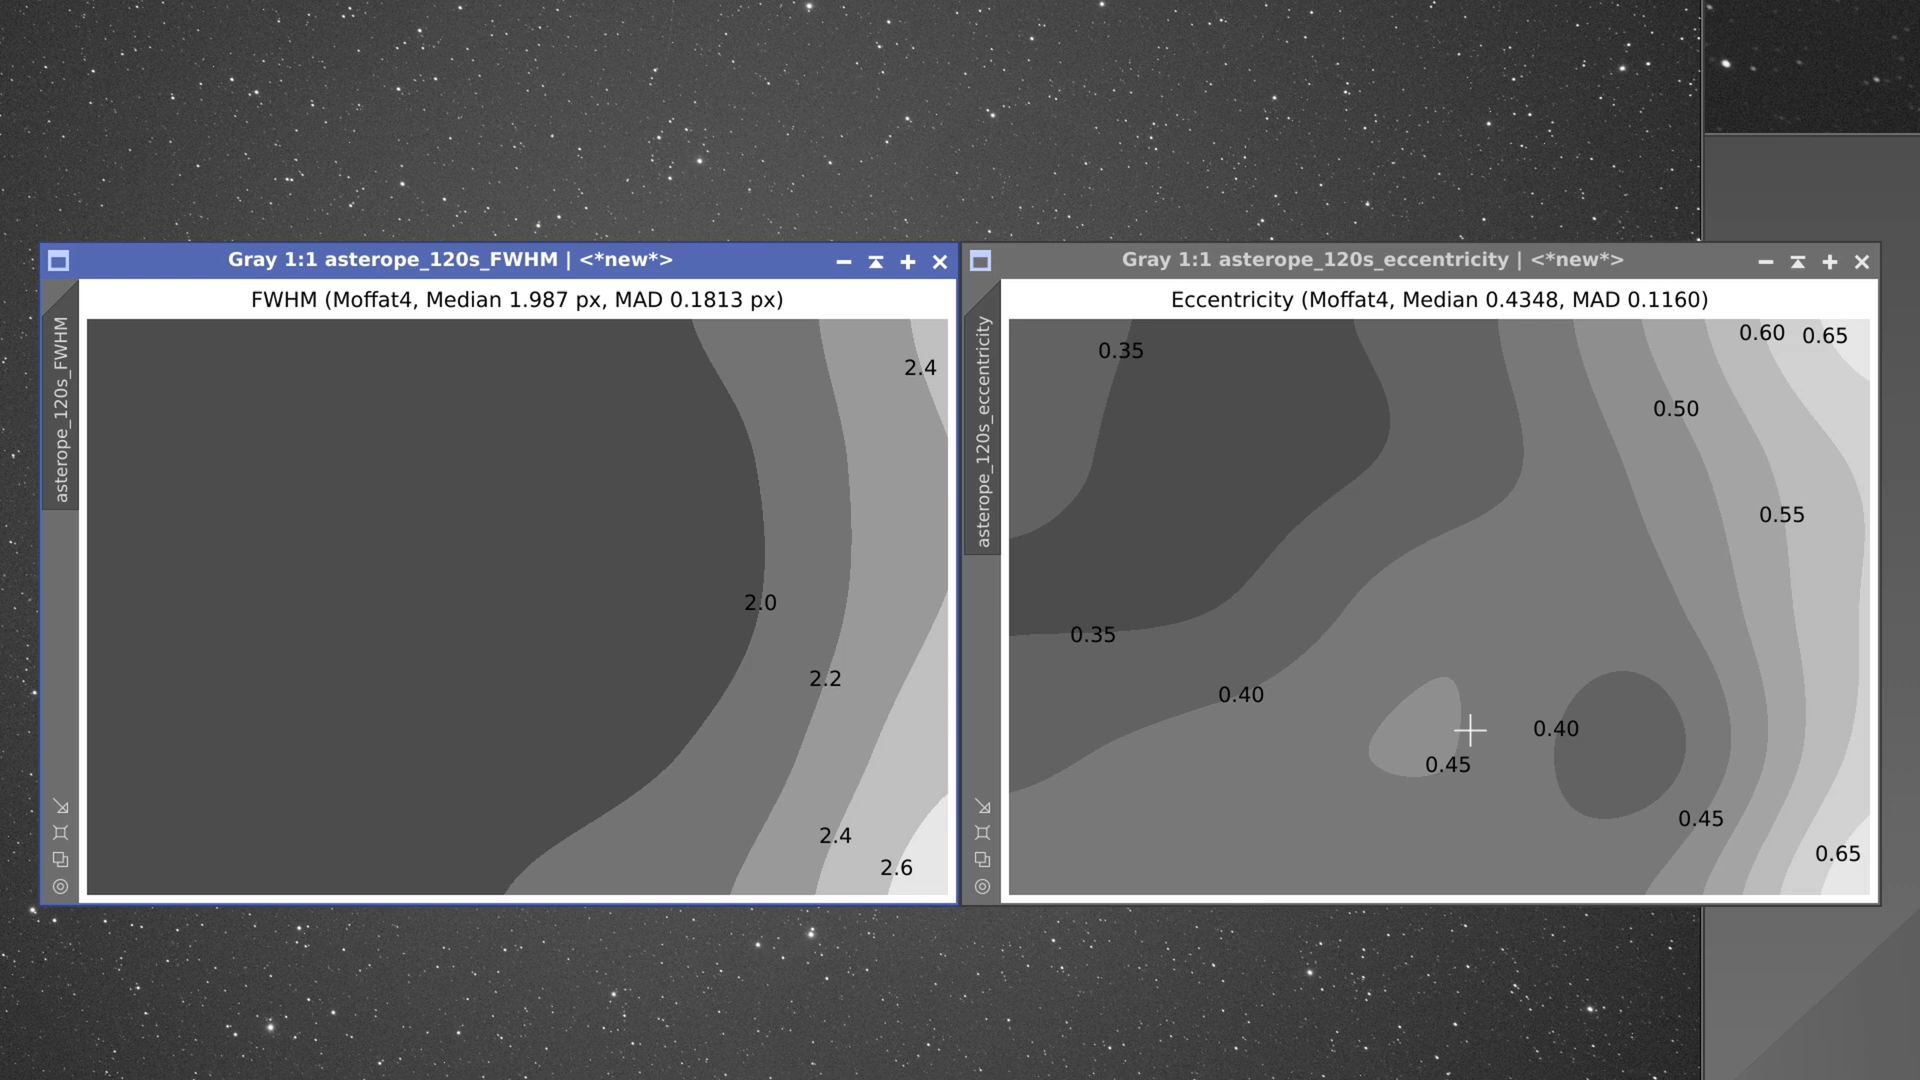 Gray 1:1 asterope_120s_FWHM | <*new*>
asterope_120s_FWHM
FWHM (Moffat4, Median 1.987 px, MAD 0.1813 px)
2.4
2.0
2.2
2.4
2.6
Gray 1:1 asterope_120s_eccentricity | <*new*>
asterope_120s_eccentricity
Eccentricity (Moffat4, Median 0.4348, MAD 0.1160)
0.60 0.65
0.35
0.50
0.55
0.35
0.40
0.40
0.45
0.45
0.65